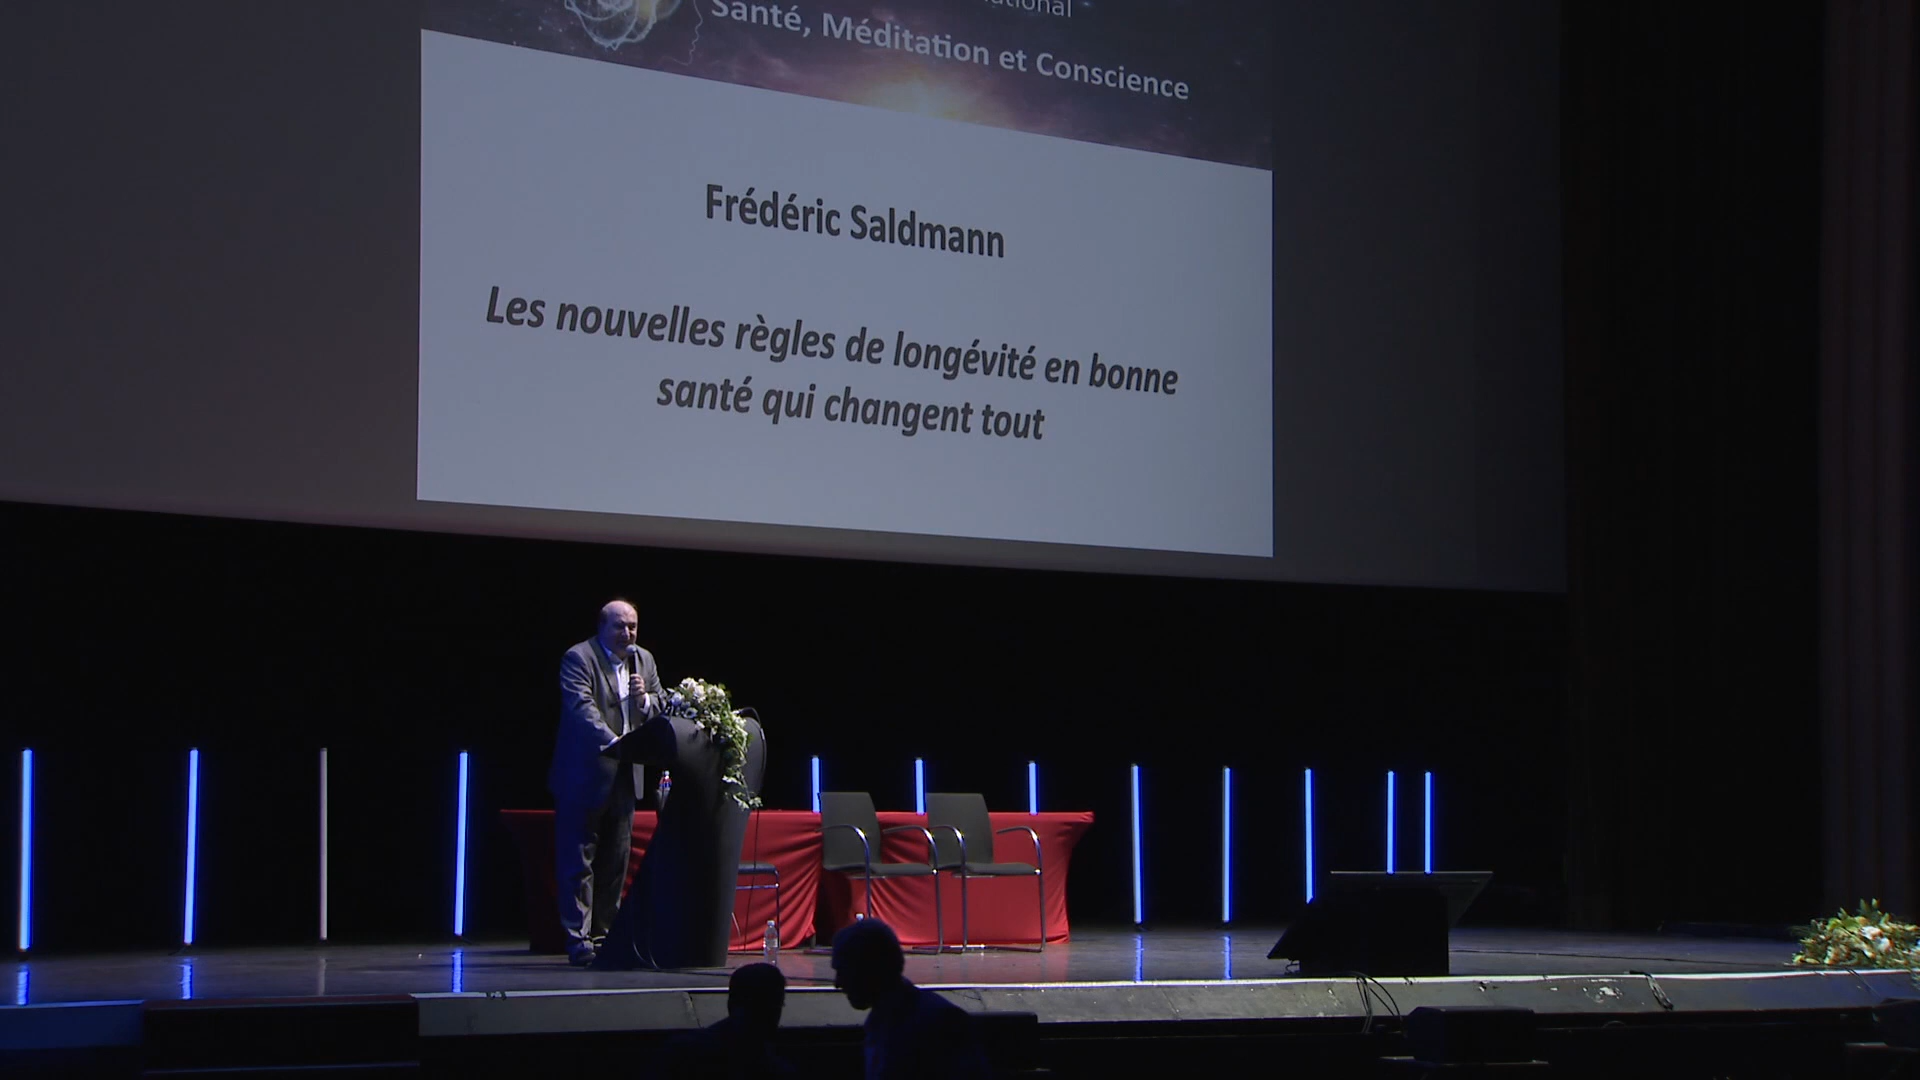 Santé, Méditation et Conscience
Frédéric Saldmann
Les nouvelles règles de longévité en bonne
santé qui changent tout